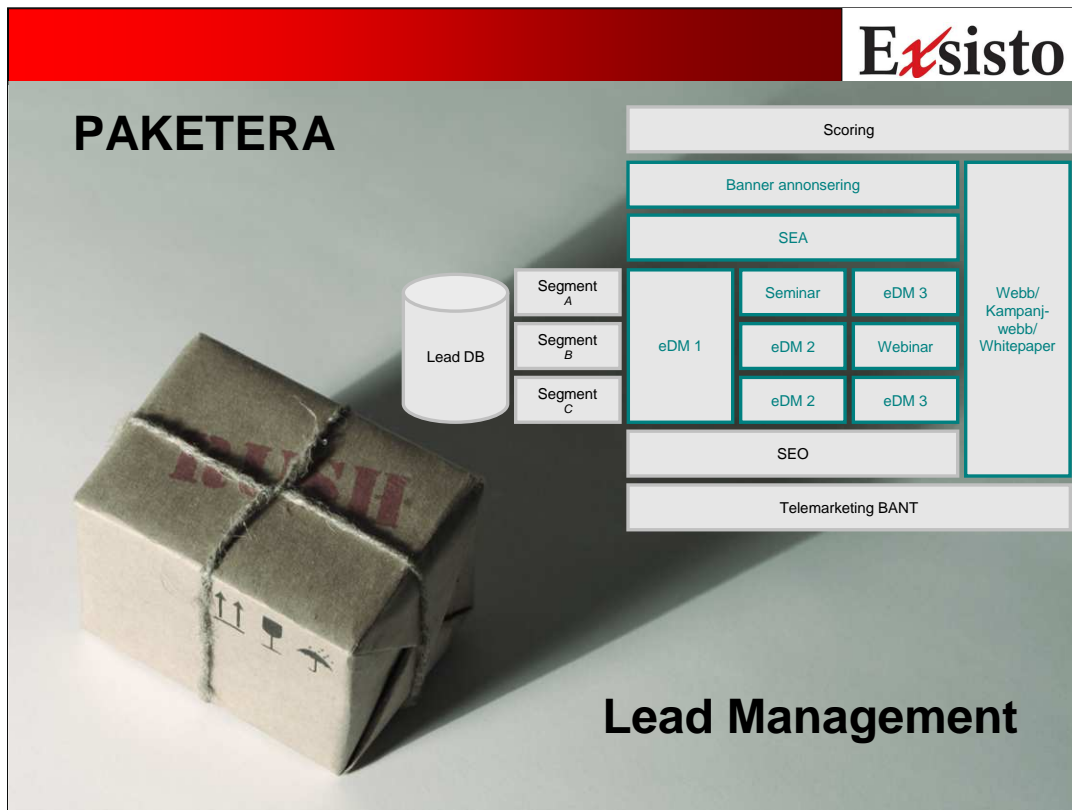 Exsisto
PAKETERA
Scoring
Banner annonsering
SEA
Lead DB
Segment
A
Segment
B
Segment
C
eDM 1
Seminar
eDM 3
eDM 2
Webinar
eDM 2
eDM 3
Webb/
Kampanj-
webb/
Whitepaper
SEO
Telemarketing BANT
RUSH
Lead Management